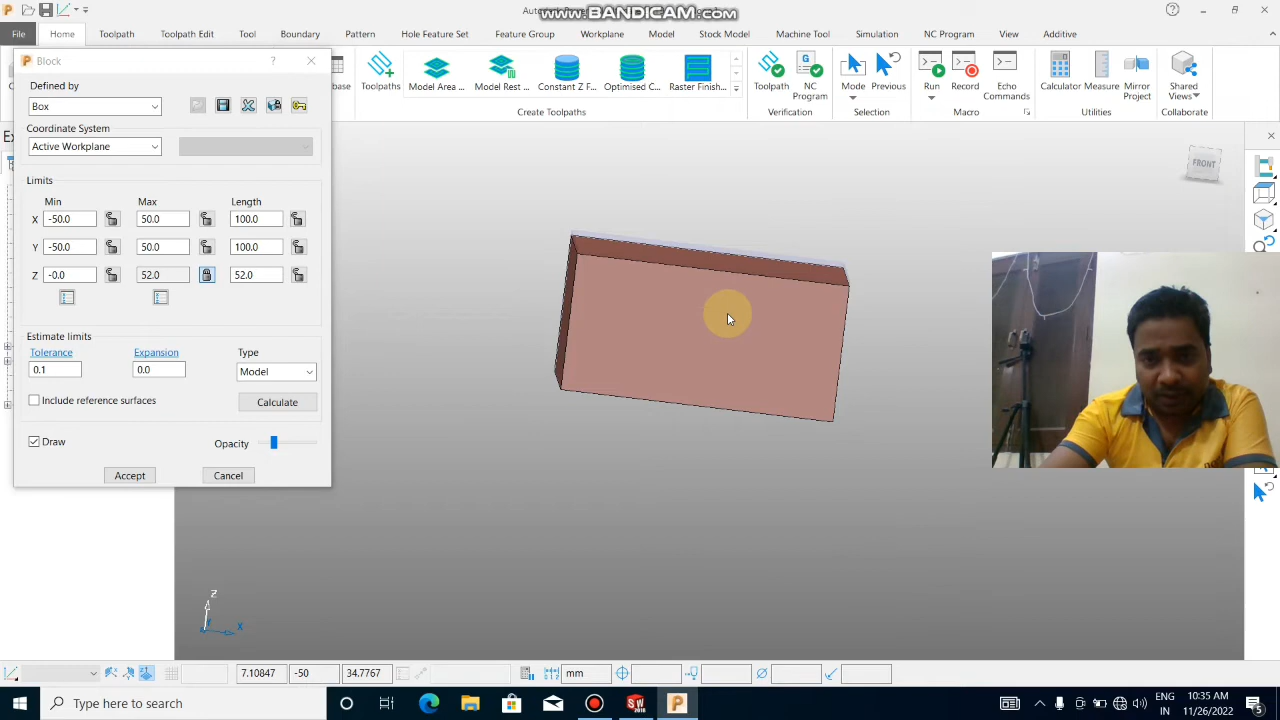 Autodesk Powe
www.BANDICAM.com
File
Home
Toolpath
Toolpath Edit
Tool
Boundary
Pattern
Hole Feature Set
Feature Group
Workplane
Model
Stock Model
Machine Tool
Simulation
NC Program
View
Additive
base
Toolpaths
Model Area ...
Model Rest ...
Constant Z F...
Optimised C...
Raster Finish...
Toolpath
NC Program
Mode
Previous
Run
Record
Echo Commands
Calculator
Measure
Mirror Project
Shared Views
Create Toolpaths
Verification
Selection
Macro
Utilities
Collaborate
Block
Defined by
Box
Coordinate System
Active Workplane
Limits
Min Max Length
X -50.0 50.0 100.0
Y -50.0 50.0 100.0
Z -0.0 52.0 52.0
Estimate limits
Tolerance Expansion Type
0.1 0.0 Model
Include reference surfaces Calculate
Draw Opacity
Accept Cancel
Ex
FRONT
Z
X
7.10847 -50 34.7767 mm
Type here to search
ENG
IN
10:35 AM
11/26/2022
5